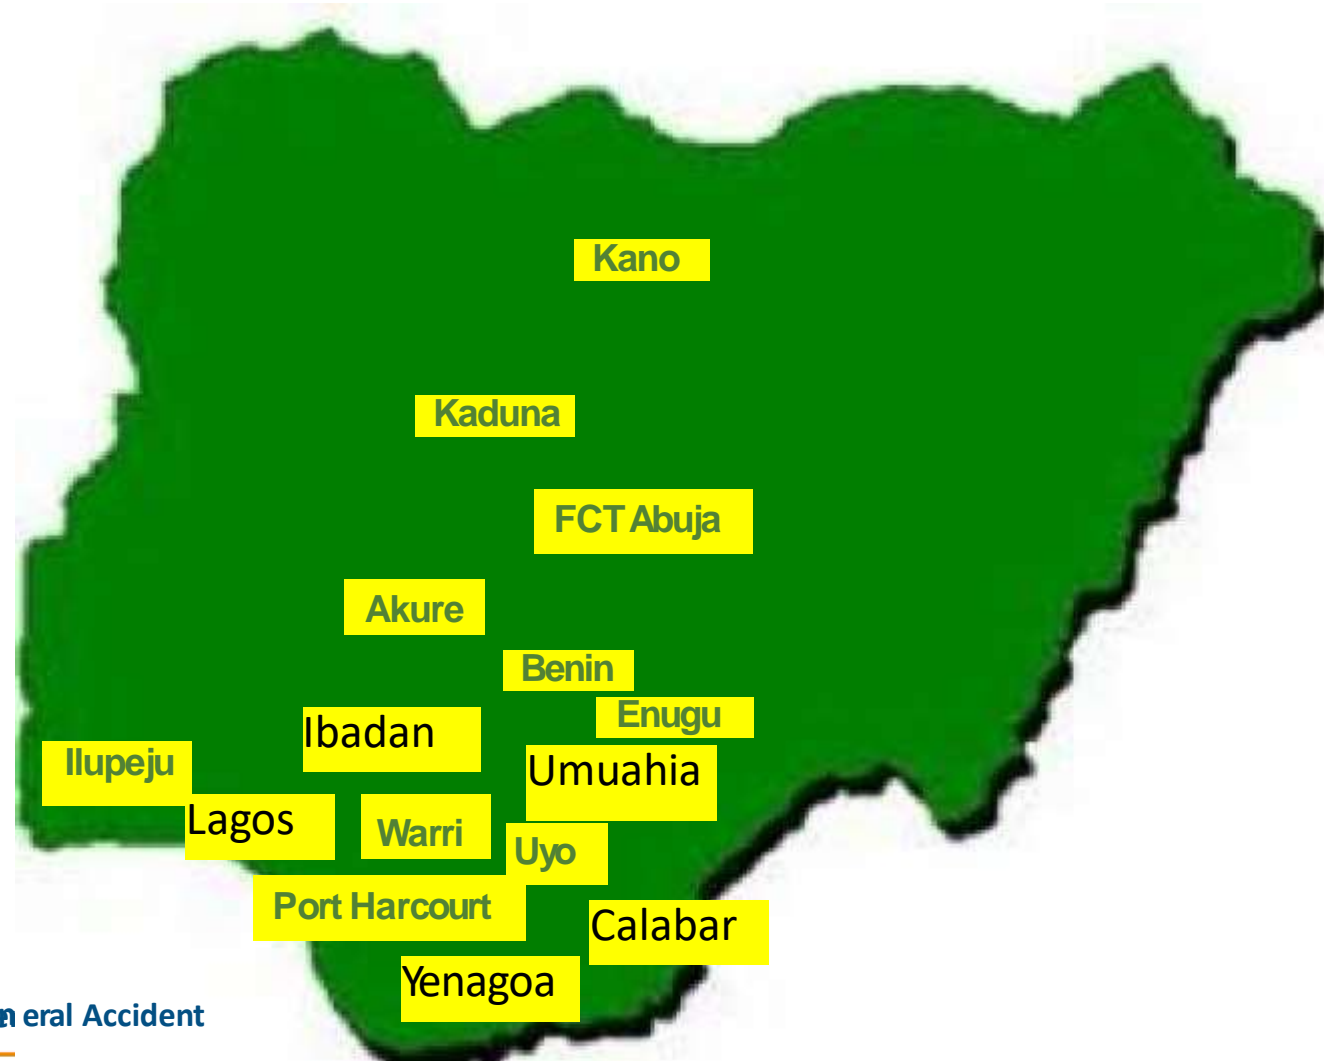 Kano
Kaduna
FCT Abuja
Akure
Benin
Enugu
Ibadan
Ilupeju
Umuahia
Lagos
Warri
Uyo
Port Harcourt
Calabar
Yenagoa
eral Accident